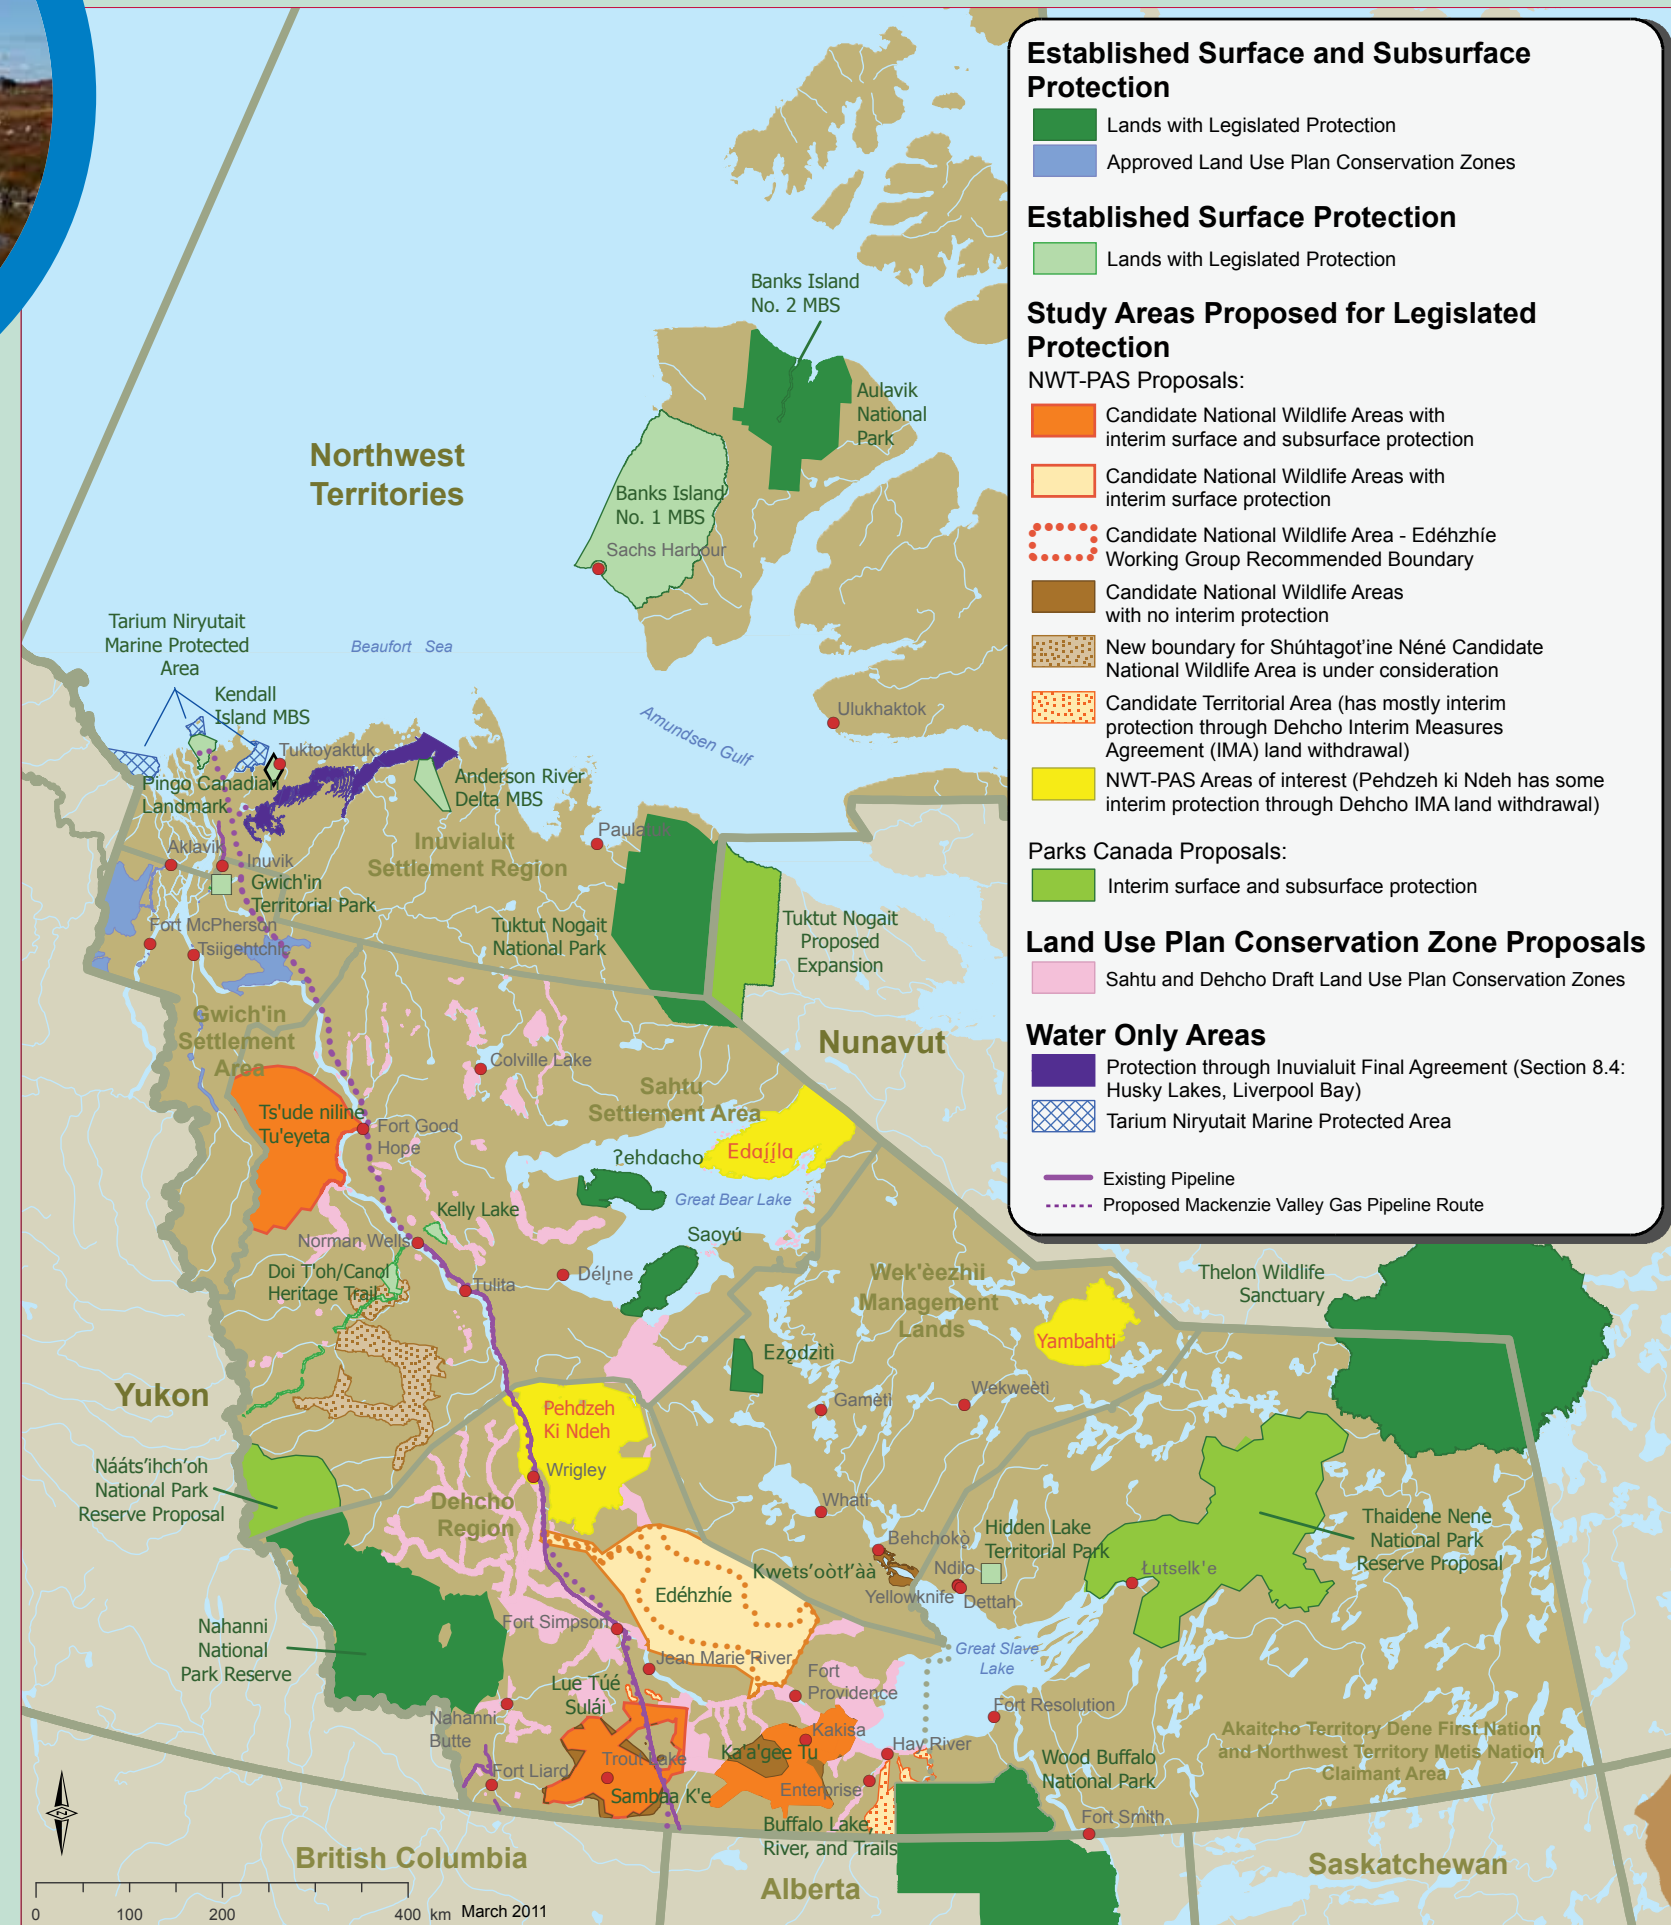 Established Surface and Subsurface
Protection
Lands with Legislated Protection
Approved Land Use Plan Conservation Zones
Established Surface Protection
Lands with Legislated Protection
Study Areas Proposed for Legislated
Protection
NWT-PAS Proposals:
Candidate National Wildlife Areas with
interim surface and subsurface protection
Candidate National Wildlife Areas with
interim surface protection
Candidate National Wildlife Area - Edéhzhíe
Working Group Recommended Boundary
Candidate National Wildlife Areas
with no interim protection
New boundary for Shúhtagot'ine Néné Candidate
National Wildlife Area is under consideration
Candidate Territorial Area (has mostly interim
protection through Dehcho Interim Measures
Agreement (IMA) land withdrawal)
NWT-PAS Areas of interest (Pehdzeh ki Ndeh has some
interim protection through Dehcho IMA land withdrawal)
Parks Canada Proposals:
Interim surface and subsurface protection
Land Use Plan Conservation Zone Proposals
Sahtu and Dehcho Draft Land Use Plan Conservation Zones
Water Only Areas
Protection through Inuvialuit Final Agreement (Section 8.4:
Husky Lakes, Liverpool Bay)
Tarium Niryutait Marine Protected Area
Existing Pipeline
Proposed Mackenzie Valley Gas Pipeline Route
Banks Island
No. 2 MBS
Aulavik
National
Park
Northwest
Territories
Banks Island
No. 1 MBS
Sachs Harbour
Tarium Niryutait
Marine Protected
Area
Beaufort Sea
Kendall
Island MBS
Ulukhaktok
Amundsen Gulf
Tuktoyaktuk
Pingo Canadian
Landmark
Anderson River
Delta MBS
Inuvialuit
Settlement Region
Paulatuk
Aklavik
Inuvik
Gwich'in
Territorial Park
Fort McPherson
Tsiigehtchic
Tuktut Nogait
National Park
Tuktut Nogait
Proposed
Expansion
Gwich'in
Settlement
Area
Nunavut
Colville Lake
Sahtu
Settlement Area
Ts'ude niline
Tu'eyeta
Fort Good
Hope
Ɂehdacho
Edaı̨́ı̨́la
Great Bear Lake
Kelly Lake
Saoyú
Norman Wells
Doi T'oh/Canol
Heritage Trail
Tulita
Délı̨ne
Wek'èezhìi
Management
Lands
Thelon Wildlife
Sanctuary
Yambahti
Ezǫdzìtì
Yukon
Gamètì
Wekweètì
Pehdzeh
Ki Ndeh
Wrigley
Nááts'ihch'oh
National Park
Reserve Proposal
Dehcho
Region
Whatì
Behchokǫ̀
Hidden Lake
Territorial Park
Thaidene Nene
National Park
Reserve Proposal
Kwets'oòtł'àà
Ndilo
Łutselk'e
Yellowknife
Dettah
Edéhzhíe
Fort Simpson
Nahanni
National
Park Reserve
Great Slave
Lake
Jean Marie River
Fort
Providence
Lue Túé
Sulái
Fort Resolution
Nahanni
Butte
Kakisa
Hay River
Akaitcho Territory Dene First Nation
and Northwest Territory Metis Nation
Claimant Area
Trout Lake
Ka'a'gee Tu
Wood Buffalo
National Park
Fort Liard
Sambaa K'e
Enterprise
Buffalo Lake,
River, and Trails
Fort Smith
N
British Columbia
Alberta
Saskatchewan
0 100 200 400 km March 2011